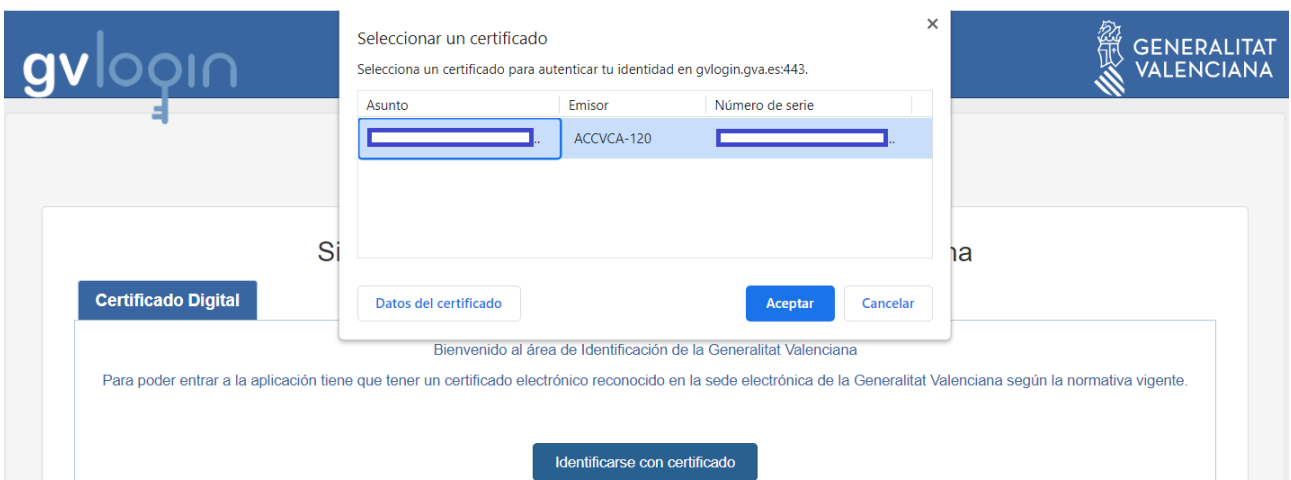 gvlogin
GENERALITAT
VALENCIANA
Seleccionar un certificado
Selecciona un certificado para autenticar tu identidad en gvlogin.gva.es:443.
Asunto Emisor Número de serie
.. ACCVCA-120 ..
Si na
Certificado Digital
Datos del certificado Aceptar Cancelar
Bienvenido al área de Identificación de la Generalitat Valenciana
Para poder entrar a la aplicación tiene que tener un certificado electrónico reconocido en la sede electrónica de la Generalitat Valenciana según la normativa vigente.
Identificarse con certificado